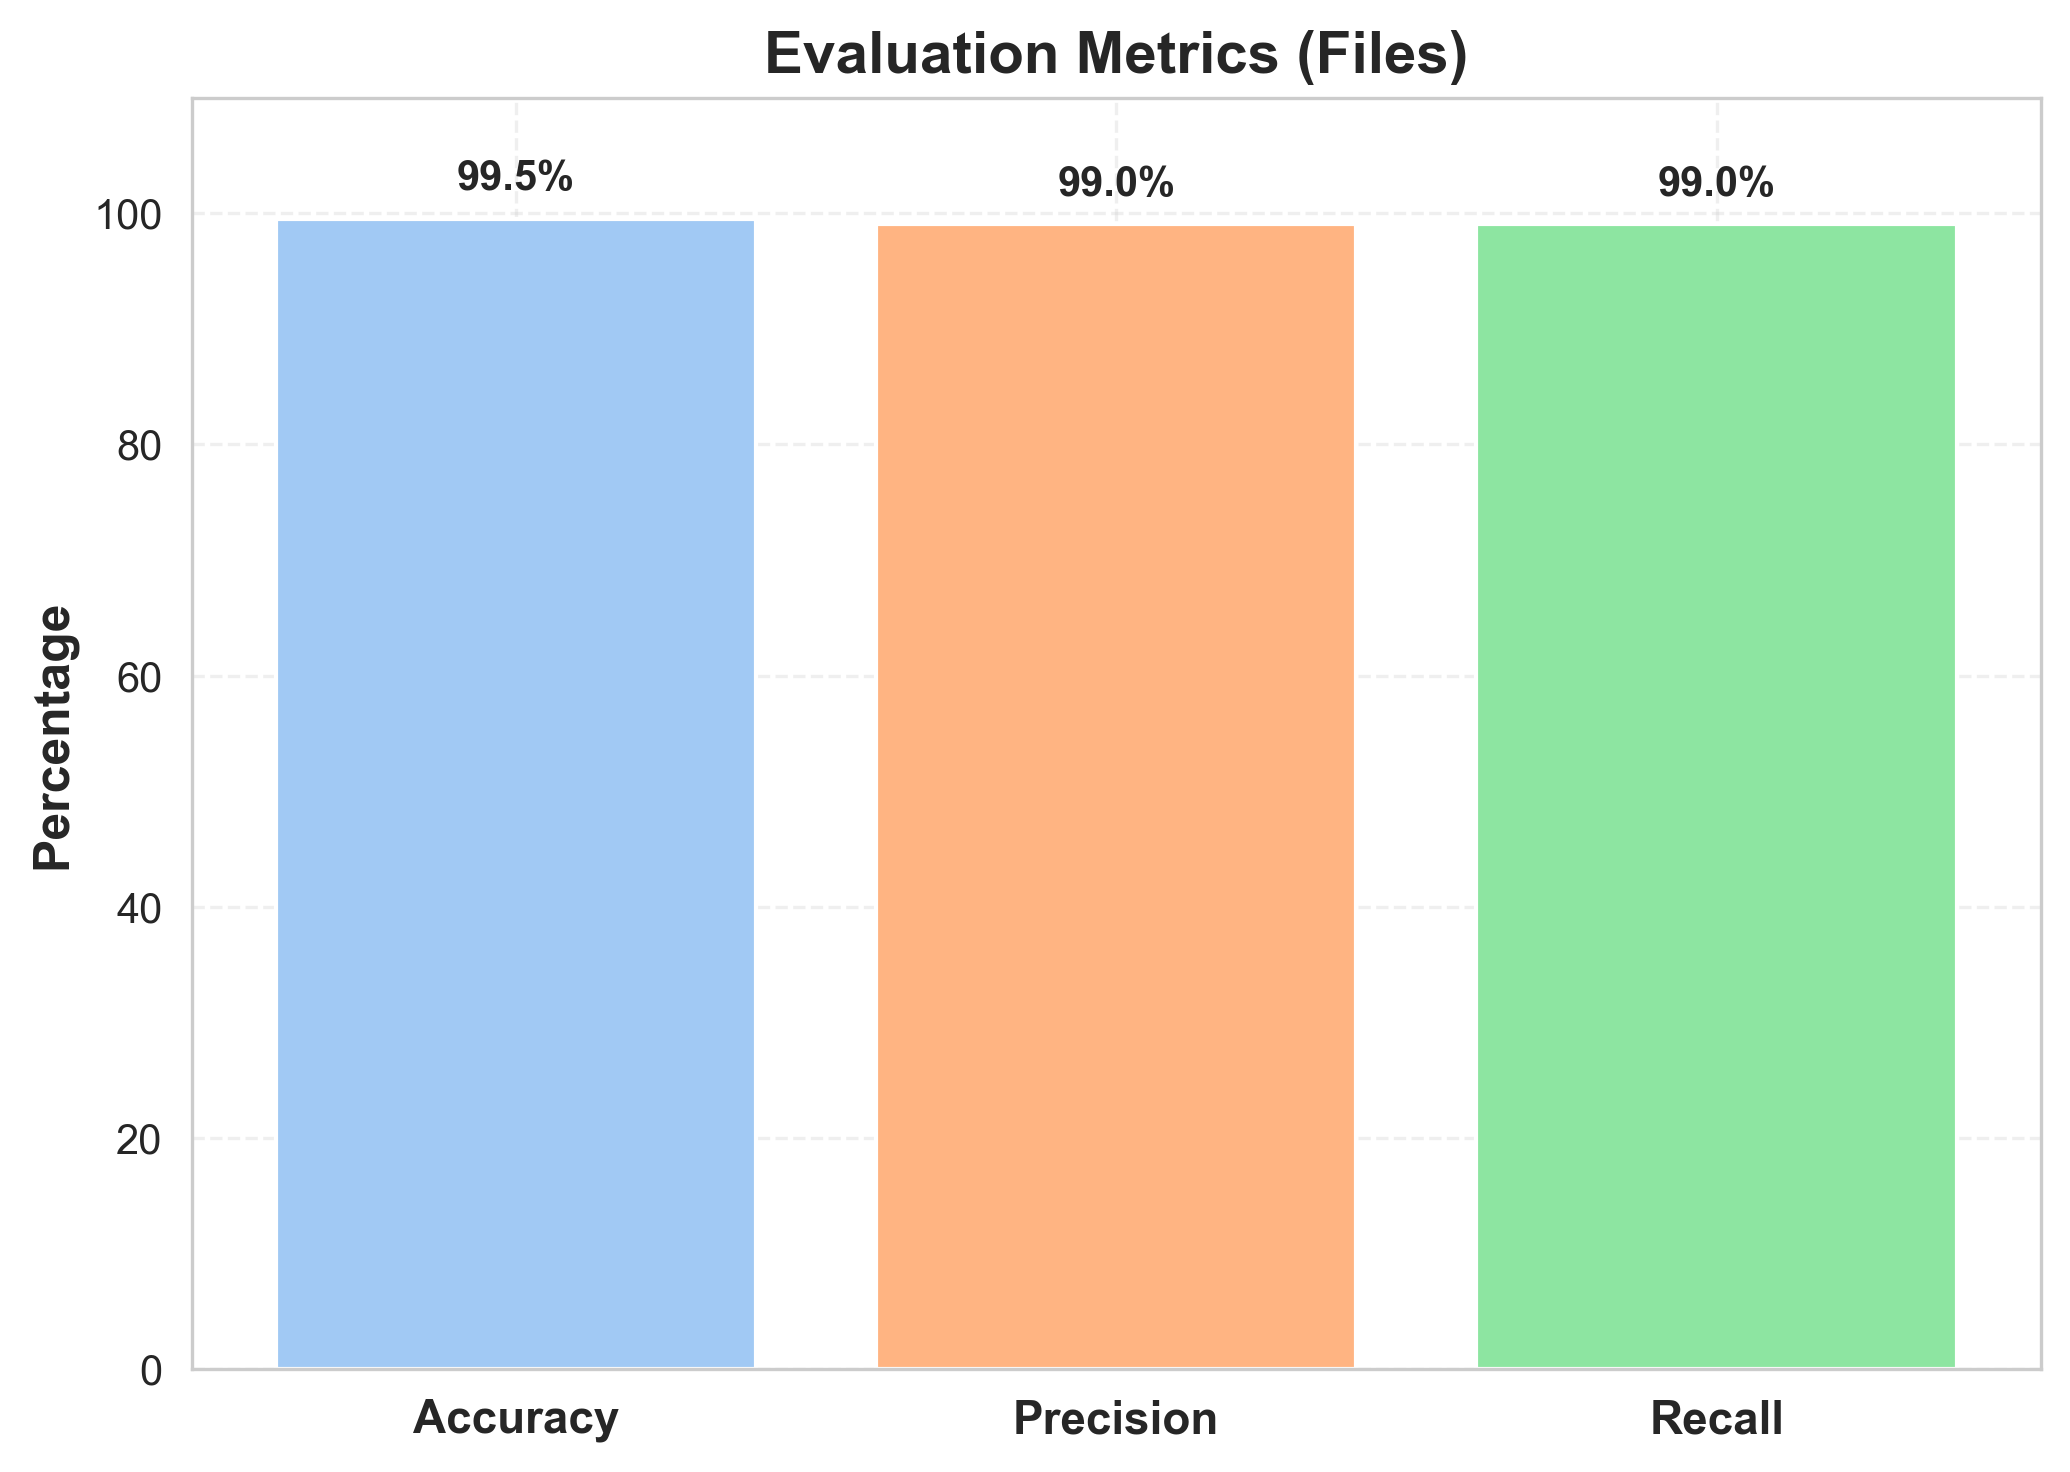 Evaluation Metrics (Files)
99.5%
99.0%
99.0%
100
80
60
40
20
0
Percentage
Accuracy
Precision
Recall